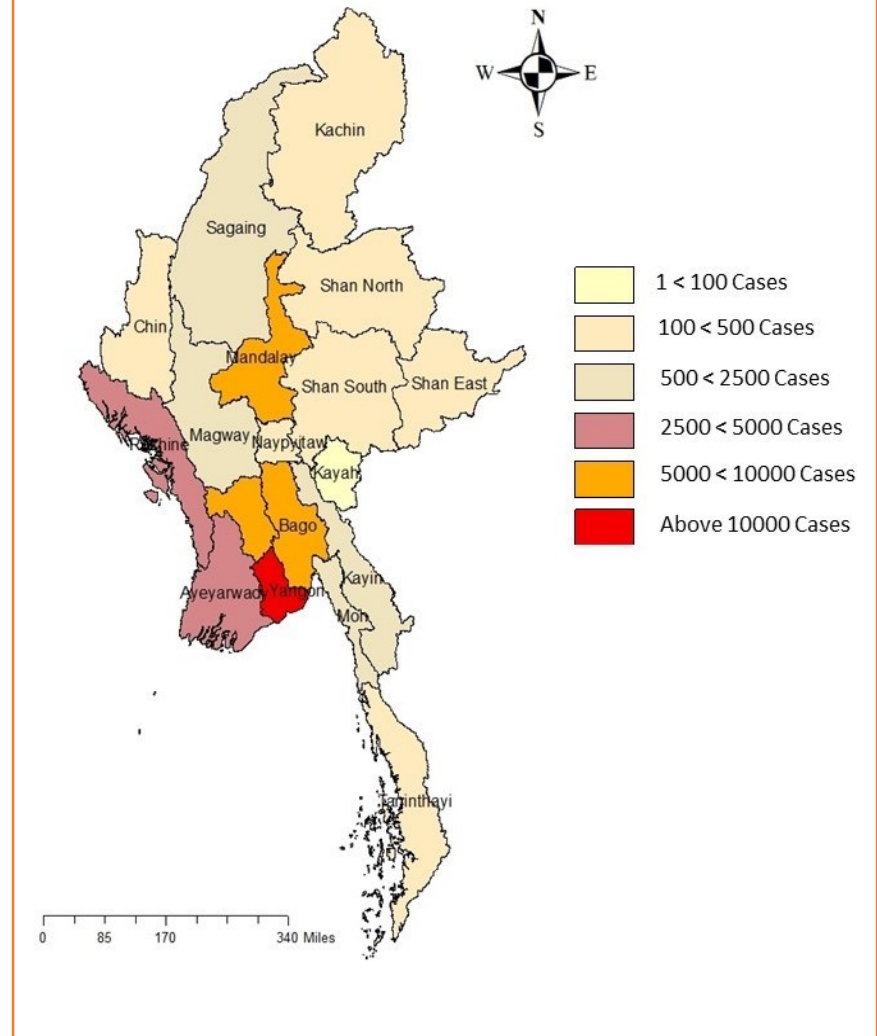 N
W E
S
Kachin
Sagaing
Shan North
Chin
Mandalay
Shan South
Shan East
Magway
Naypyitaw
Rakhine
Kayah
Bago
Ayeyarwady
Yangon
Kayin
Mon
Taninthayi
1 < 100 Cases
100 < 500 Cases
500 < 2500 Cases
2500 < 5000 Cases
5000 < 10000 Cases
Above 10000 Cases
0 85 170 340 Miles